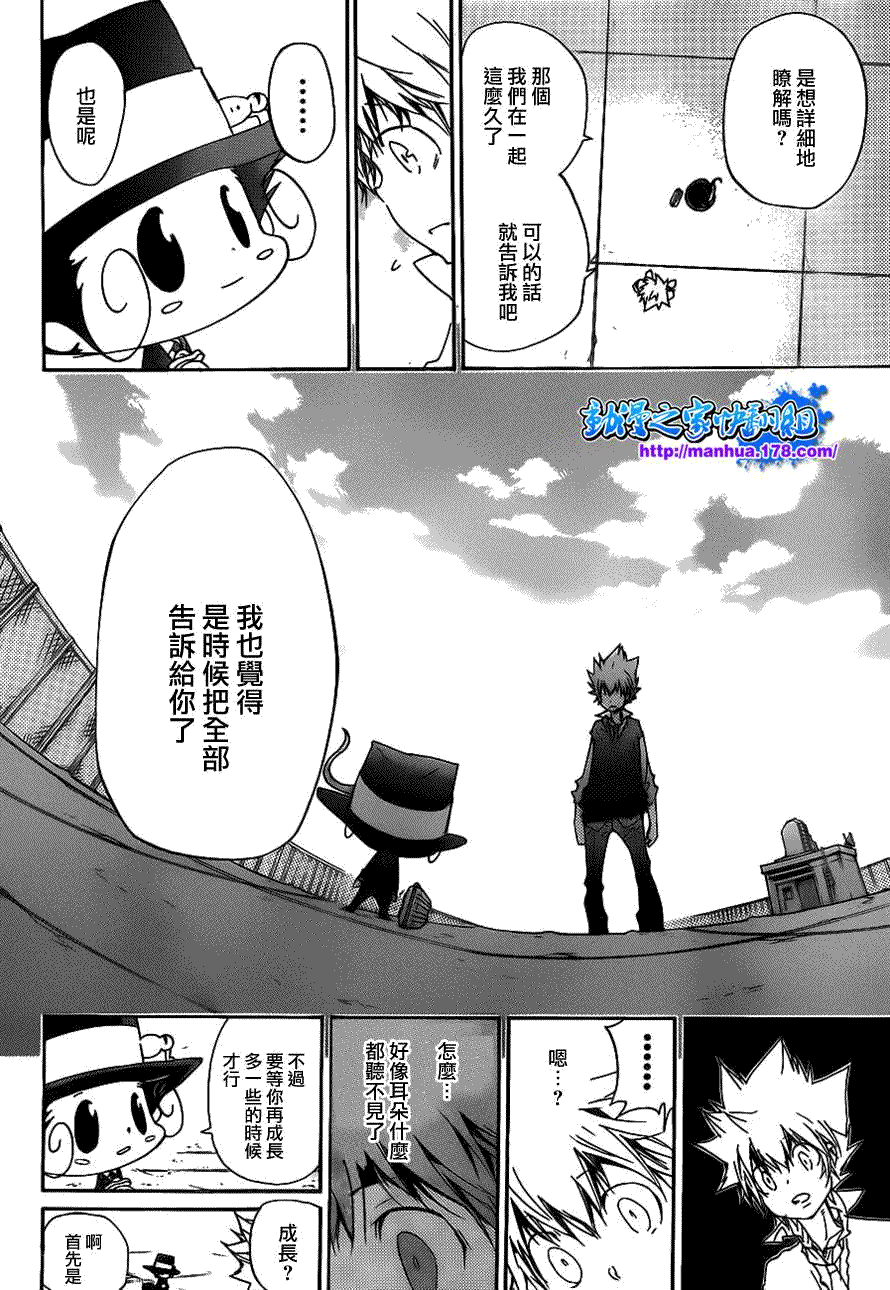 是想詳細地
瞭解嗎?
那個
我們在一起
這麼久了
可以的話
就告訴我吧
⋯⋯
也是呢
動漫之家快翻組
http://manhua.178.com/
我也覺得
是時候把全部
告訴給你了
⋯⋯
嗯…?
怎麼…
好像耳朵什麼
都聽不見了
不過
要等你再成長
多一些的時候
才行
成長?
啊
首先是